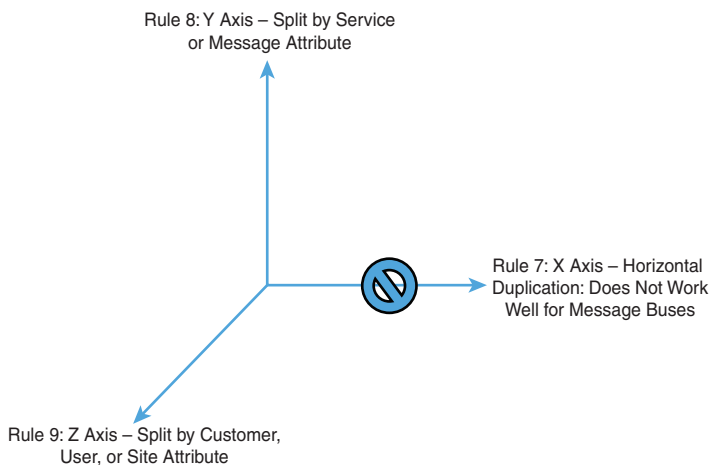 Rule 8: Y Axis – Split by Service
or Message Attribute
Rule 7: X Axis – Horizontal
Duplication: Does Not Work
Well for Message Buses
Rule 9: Z Axis – Split by Customer,
User, or Site Attribute